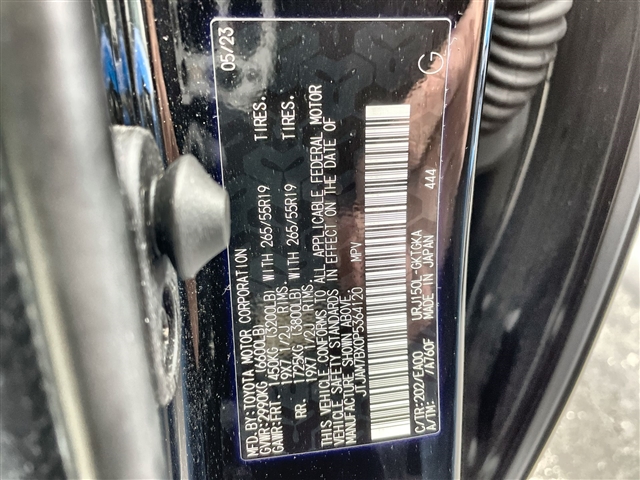 MFD.BY:TOYOTA MOTOR CORPORATION 05/23
GVWR:2990KG (6600LB)
GAWR:FRT. 1450KG (3200LB) WITH 265/55R19 TIRES.
19X7 1/2J RIMS.
RR. 1725KG (3800LB) WITH 265/55R19 TIRES.
19X7 1/2J RIMS.
THIS VEHICLE CONFORMS TO ALL APPLICABLE FEDERAL MOTOR
VEHICLE SAFETY STANDARDS IN EFFECT ON THE DATE OF
MANUFACTURE SHOWN ABOVE.
JTJAM7BX0P5364120 MPV
C/TR:202/EA00 URJ150L-GKTGKA 444
A/TM: /A760F MADE IN JAPAN
G